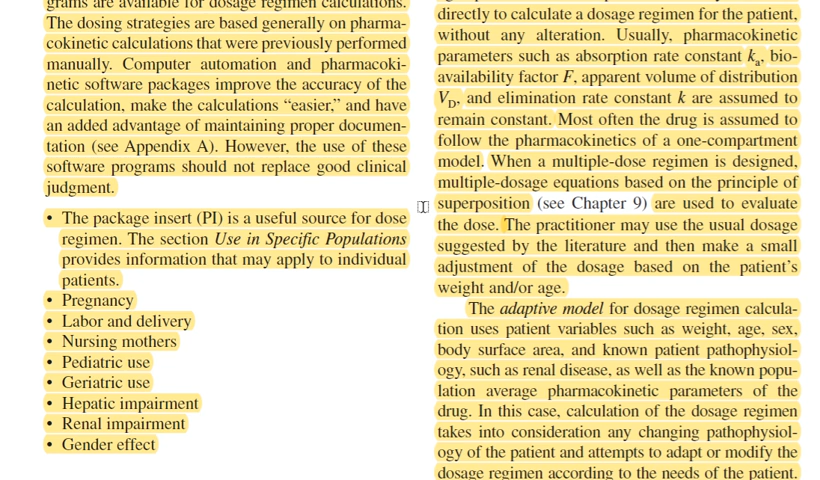 grams are available for dosage regimen calculations.
The dosing strategies are based generally on pharma-
cokinetic calculations that were previously performed
manually. Computer automation and pharmacoki-
netic software packages improve the accuracy of the
calculation, make the calculations “easier,” and have
an added advantage of maintaining proper documen-
tation (see Appendix A). However, the use of these
software programs should not replace good clinical
judgment.
• The package insert (PI) is a useful source for dose
regimen. The section Use in Specific Populations
provides information that may apply to individual
patients.
• Pregnancy
• Labor and delivery
• Nursing mothers
• Pediatric use
• Geriatric use
• Hepatic impairment
• Renal impairment
• Gender effect
directly to calculate a dosage regimen for the patient,
without any alteration. Usually, pharmacokinetic
parameters such as absorption rate constant ka, bio-
availability factor F, apparent volume of distribution
VD, and elimination rate constant k are assumed to
remain constant. Most often the drug is assumed to
follow the pharmacokinetics of a one-compartment
model. When a multiple-dose regimen is designed,
multiple-dosage equations based on the principle of
superposition (see Chapter 9) are used to evaluate
the dose. The practitioner may use the usual dosage
suggested by the literature and then make a small
adjustment of the dosage based on the patient’s
weight and/or age.
The adaptive model for dosage regimen calcula-
tion uses patient variables such as weight, age, sex,
body surface area, and known patient pathophysiol-
ogy, such as renal disease, as well as the known popu-
lation average pharmacokinetic parameters of the
drug. In this case, calculation of the dosage regimen
takes into consideration any changing pathophysiol-
ogy of the patient and attempts to adapt or modify the
dosage regimen according to the needs of the patient.